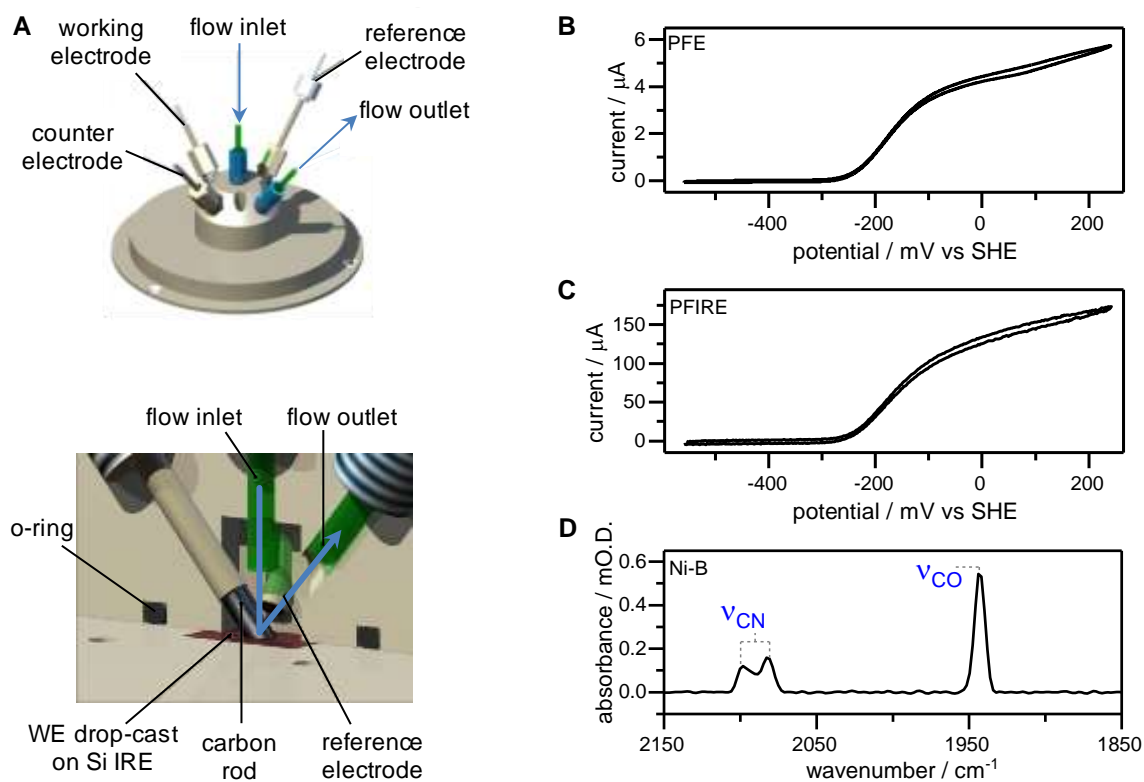 A
working
electrode
flow inlet
reference
electrode
flow outlet
counter
electrode
flow inlet
flow outlet
o-ring
WE drop-cast
on Si IRE
carbon
rod
reference
electrode
B
PFE
6
4
2
0
current / μA
-400
-200
0
200
potential / mV vs SHE
C
PFIRE
150
100
50
0
current / μA
-400
-200
0
200
potential / mV vs SHE
D
Ni-B
νCO
νCN
0.6
0.4
0.2
0.0
absorbance / mO.D.
2150
2050
1950
1850
wavenumber / cm-1